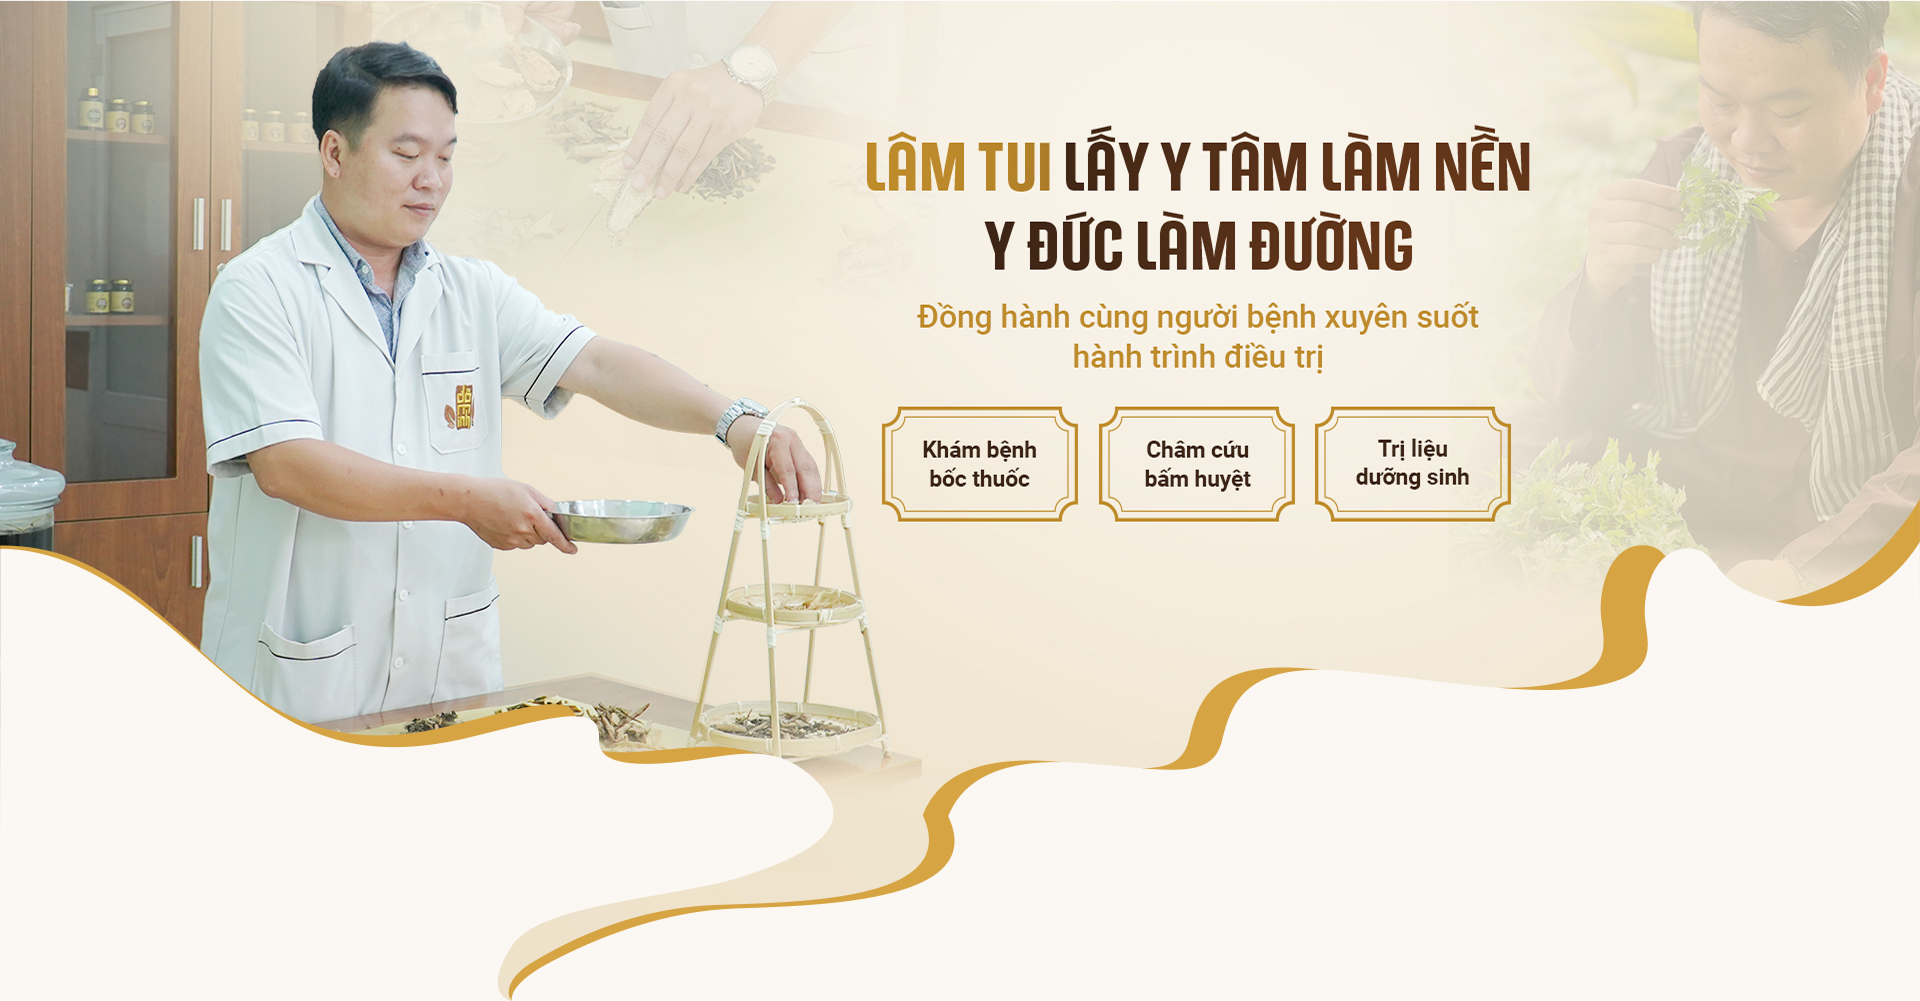 LÂM TUI LẤY Y TÂM LÀM NỀN
Y ĐỨC LÀM ĐƯỜNG
Đồng hành cùng người bệnh xuyên suốt
hành trình điều trị
Khám bệnh
bốc thuốc
Châm cứu
bấm huyệt
Trị liệu
dưỡng sinh